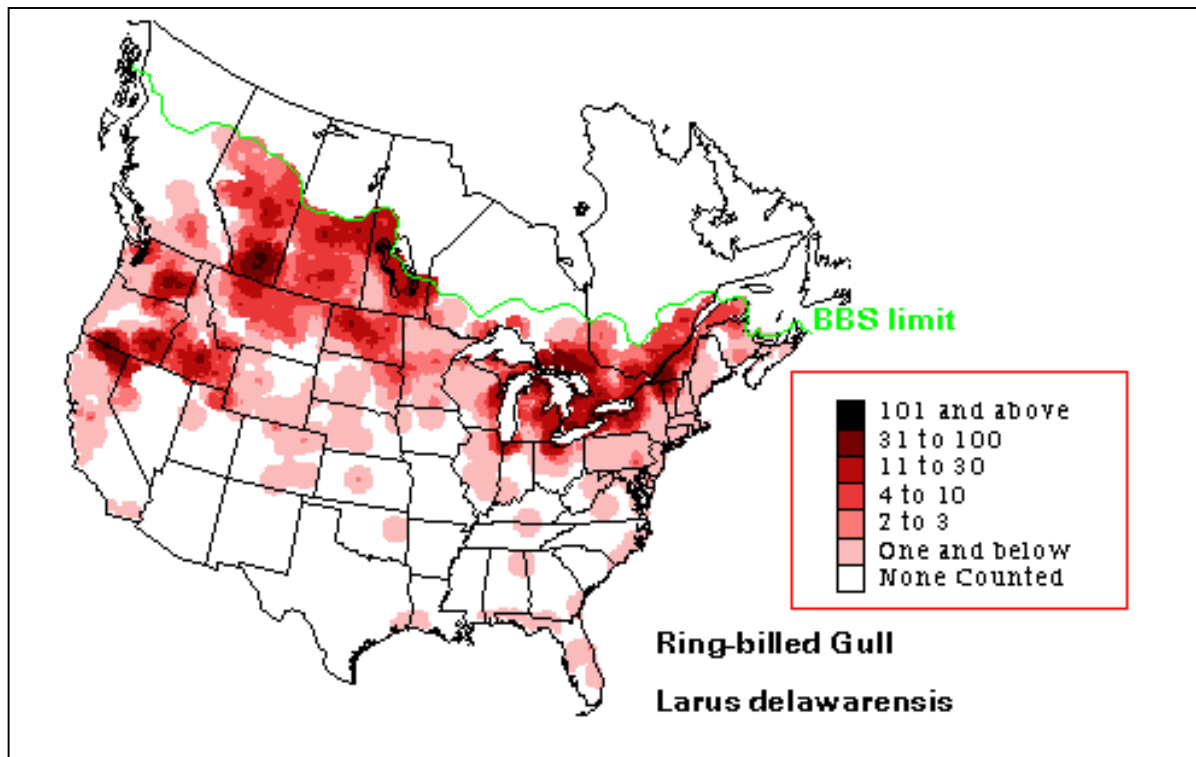 BBS limit
101 and above
31 to 100
11 to 30
4 to 10
2 to 3
One and below
None Counted
Ring-billed Gull
Larus delawarensis